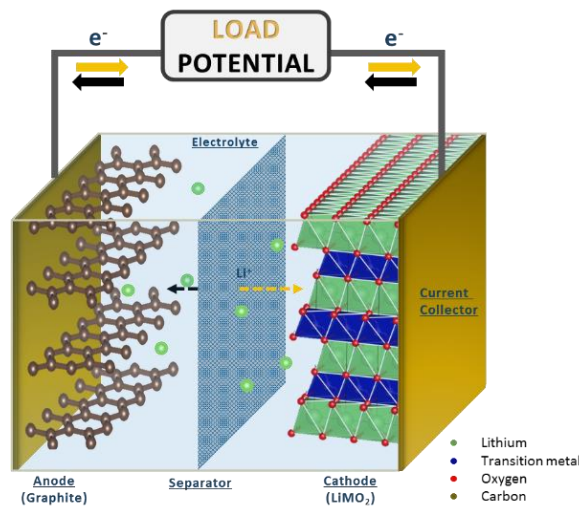 LOAD
POTENTIAL
e⁻
e⁻
Electrolyte
Li⁺
Current
Collector
Anode
(Graphite)
Separator
Cathode
(LiMO₂)
Lithium
Transition metal
Oxygen
Carbon